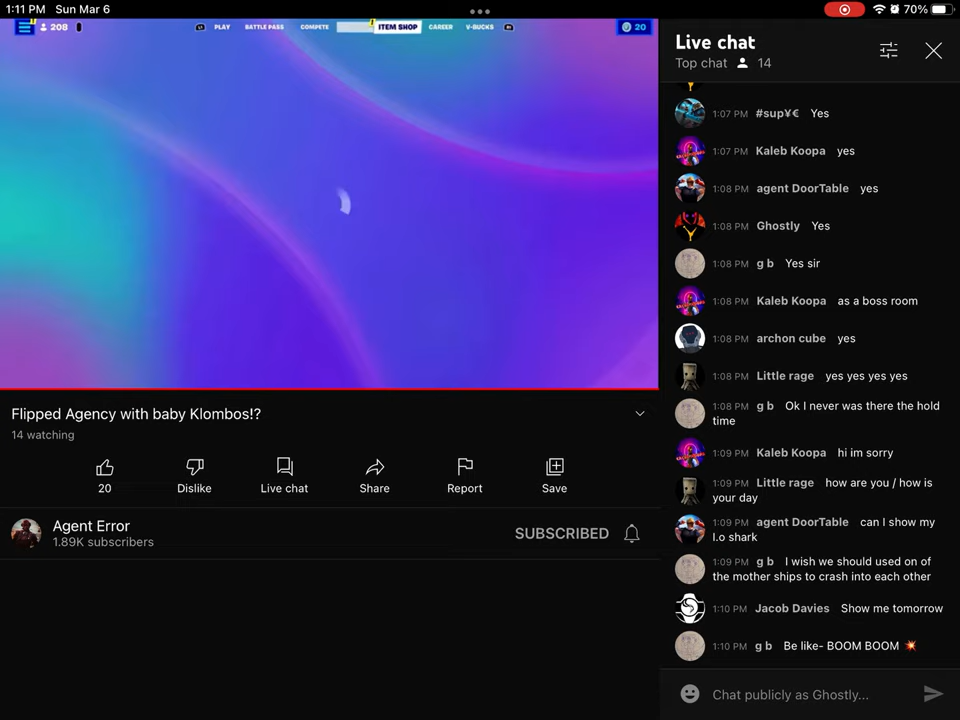 1:11 PM Sun Mar 6
70%
208
PLAY BATTLE PASS COMPETE ITEM SHOP CAREER V-BUCKS
20
Live chat
Top chat 14
1:07 PM #sup¥€ Yes
1:07 PM Kaleb Koopa yes
1:08 PM agent DoorTable yes
1:08 PM Ghostly Yes
1:08 PM g b Yes sir
1:08 PM Kaleb Koopa as a boss room
1:08 PM archon cube yes
1:08 PM Little rage yes yes yes yes
1:08 PM g b Ok I never was there the hold
time
1:09 PM Kaleb Koopa hi im sorry
1:09 PM Little rage how are you / how is
your day
1:09 PM agent DoorTable can I show my
I.o shark
1:09 PM g b I wish we should used on of
the mother ships to crash into each other
1:10 PM Jacob Davies Show me tomorrow
1:10 PM g b Be like- BOOM BOOM 💥
Chat publicly as Ghostly...
Flipped Agency with baby Klombos!?
14 watching
20 Dislike Live chat Share Report Save
Agent Error
1.89K subscribers
SUBSCRIBED